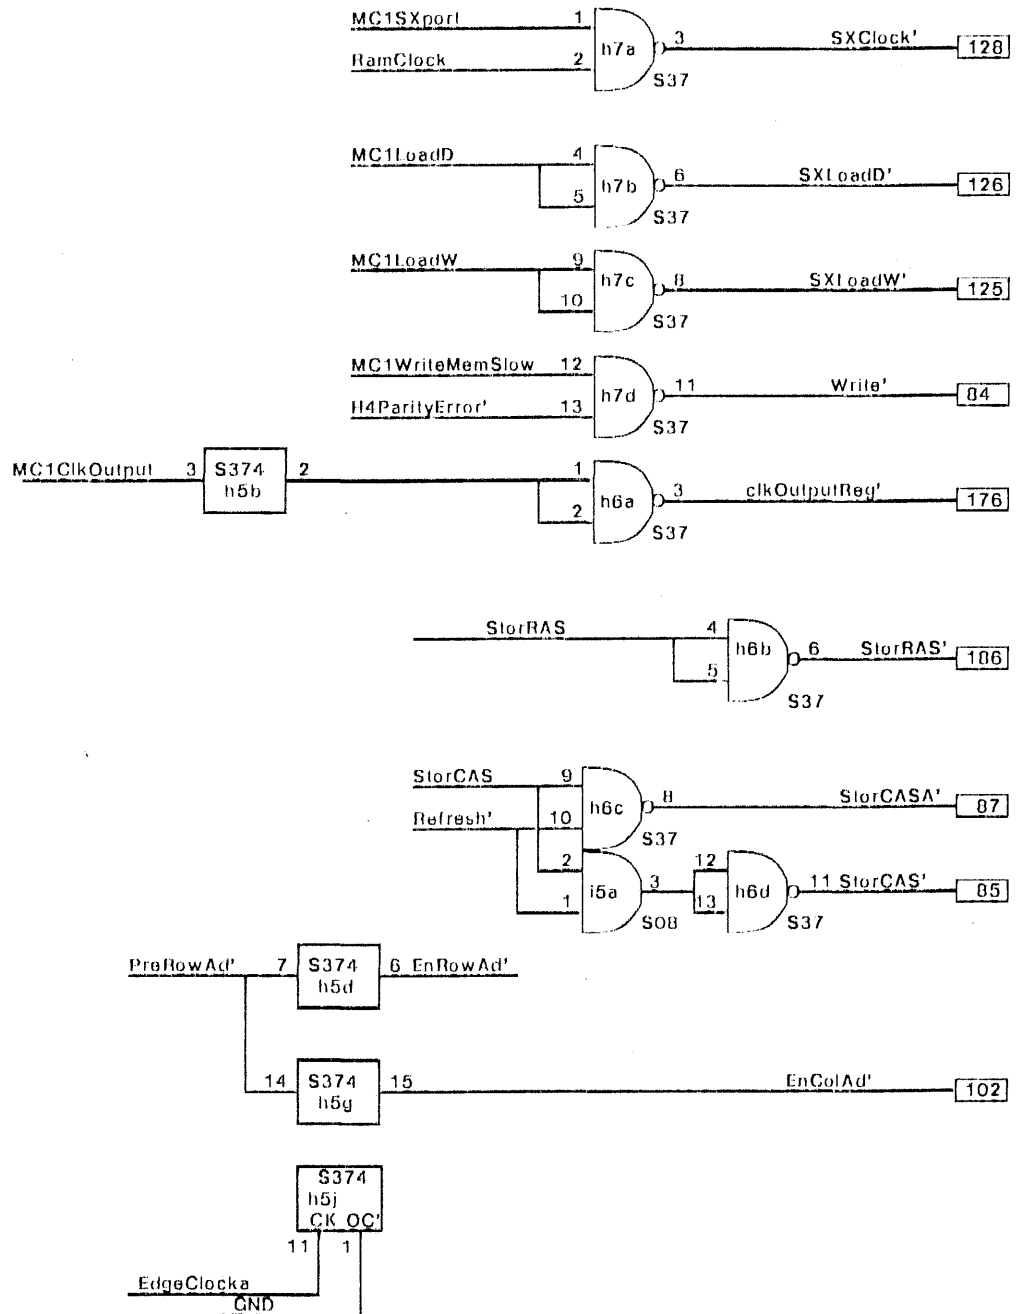 MC1SXport 1
h7a 3 SXClock' 128
RamClock 2
S37
MC1LoadD 4
h7b 6 SXLoadD' 126
5
S37
MC1LoadW 9
h7c 8 SXLoadW' 125
10
S37
MC1WriteMemSlow 12
h7d 11 Write' 84
H4ParityError' 13
S37
MC1ClkOutput 3 S374 2 1
h5b h6a 3 clkOutputReg' 176
2
S37
StorRAS 4
h6b 6 StorRAS' 186
5
S37
StorCAS 9
h6c 8 StorCASA' 87
Refresh' 10
S37
2 12
i5a 3 h6d 11 StorCAS' 85
1 13
S08 S37
PreRowAd' 7 S374 6 EnRowAd'
h5d
14 S374 15 EnColAd' 102
h5g
S374
h5j
CK OC'
11 1
EdgeClocka
GND